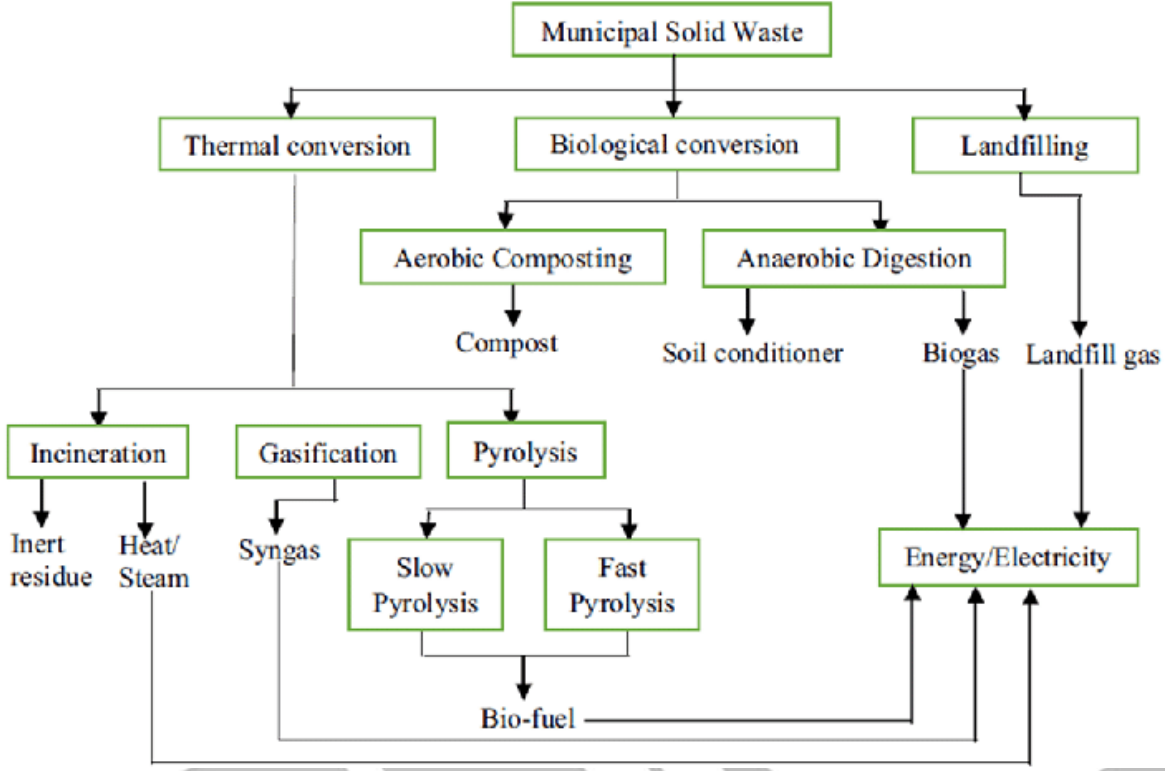 Municipal Solid Waste
Thermal conversion
Biological conversion
Landfilling
Aerobic Composting
Anaerobic Digestion
Compost
Soil conditioner
Biogas
Landfill gas
Incineration
Gasification
Pyrolysis
Inert
residue
Heat/
Steam
Syngas
Slow
Pyrolysis
Fast
Pyrolysis
Energy/Electricity
Bio-fuel